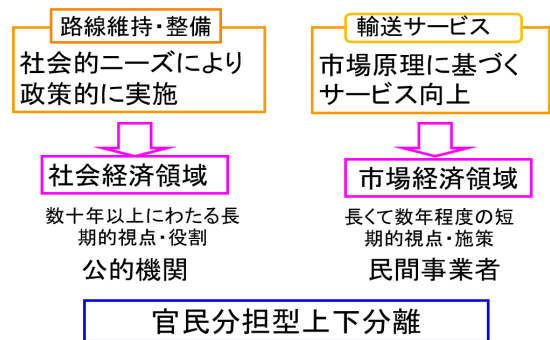 路線維持・整備
社会的ニーズにより
政策的に実施
社会経済領域
数十年以上にわたる長
期的視点・役割
公的機関
輸送サービス
市場原理に基づく
サービス向上
市場経済領域
長くて数年程度の短
期的視点・施策
民間事業者
官民分担型上下分離